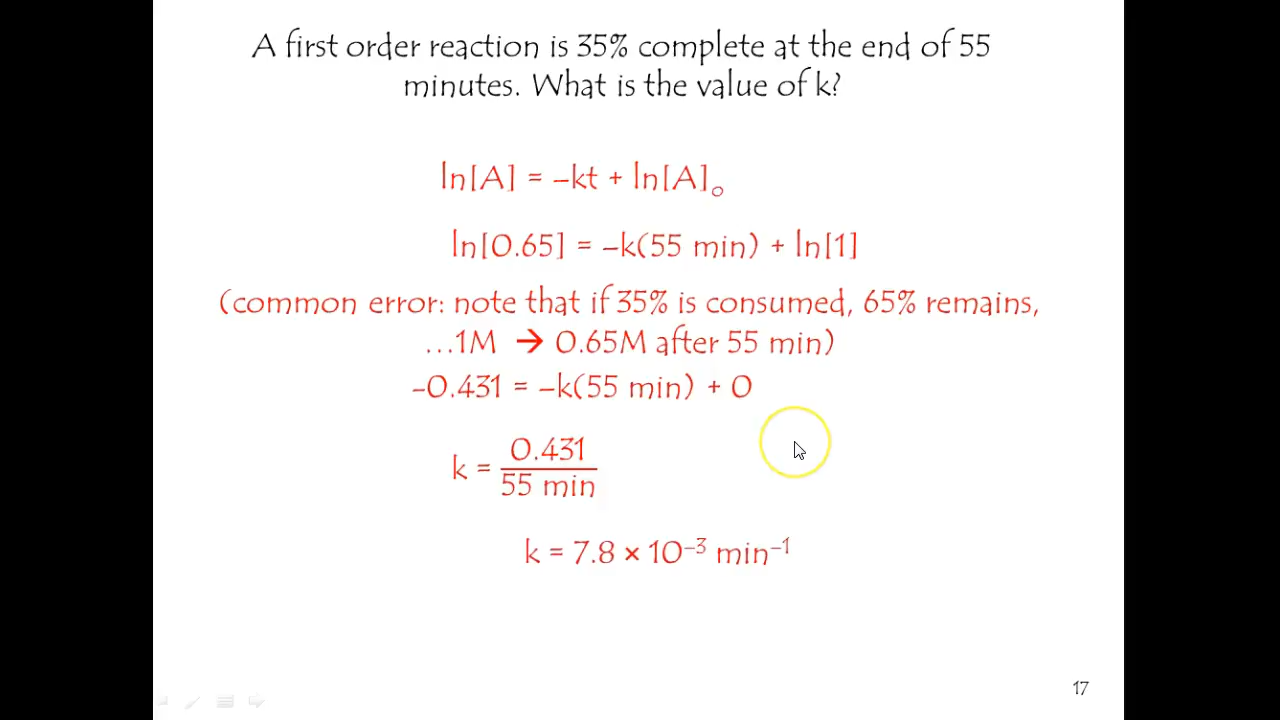 A first order reaction is 35% complete at the end of 55
minutes. What is the value of k?
ln[A] = –kt + ln[A]₀
ln[0.65] = –k(55 min) + ln[1]
(common error: note that if 35% is consumed, 65% remains,
...1M → 0.65M after 55 min)
-0.431 = –k(55 min) + 0
k = 0.431
55 min
k = 7.8 × 10⁻³ min⁻¹
17